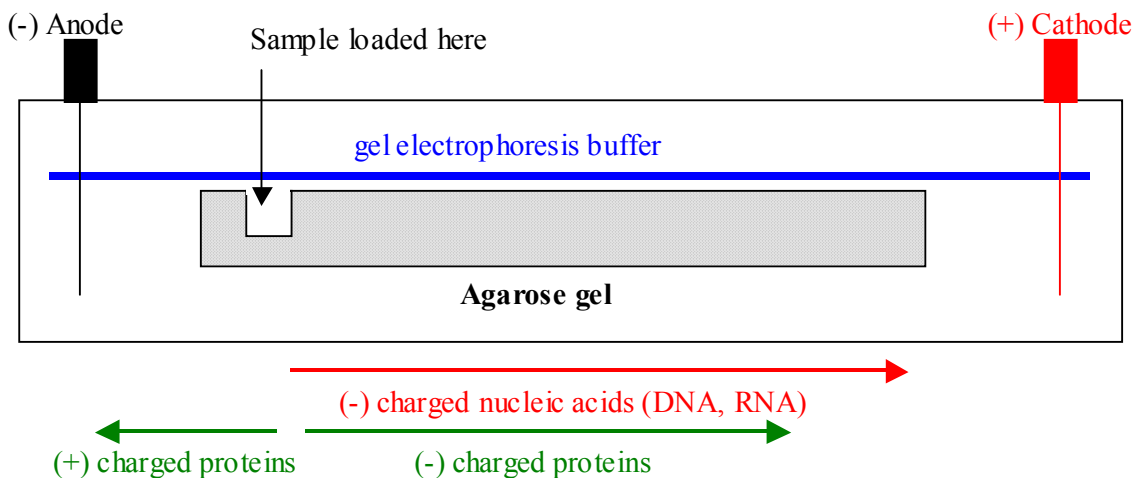 (-) Anode
Sample loaded here
(+) Cathode
gel electrophoresis buffer
Agarose gel
(-) charged nucleic acids (DNA, RNA)
(+) charged proteins
(-) charged proteins